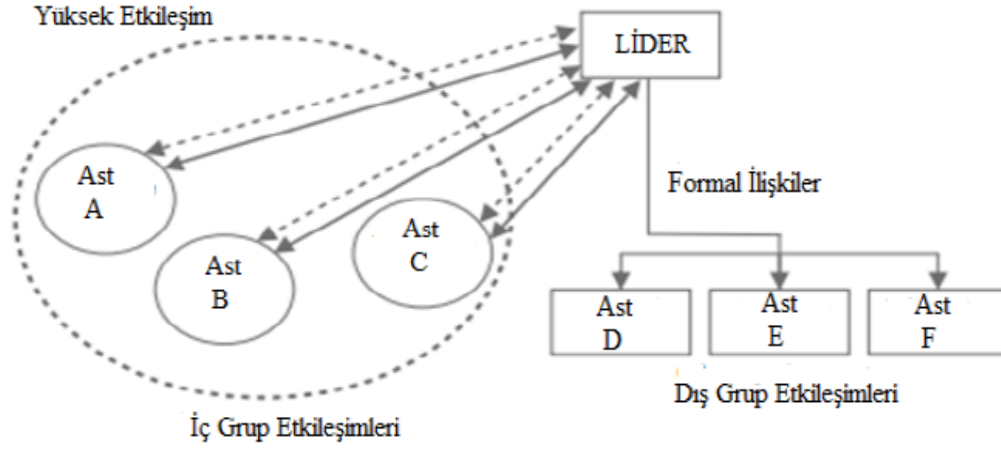 Yüksek Etkileşim
LİDER
Ast
A
Ast
B
Ast
C
Formal İlişkiler
Ast
D
Ast
E
Ast
F
Dış Grup Etkileşimleri
İç Grup Etkileşimleri